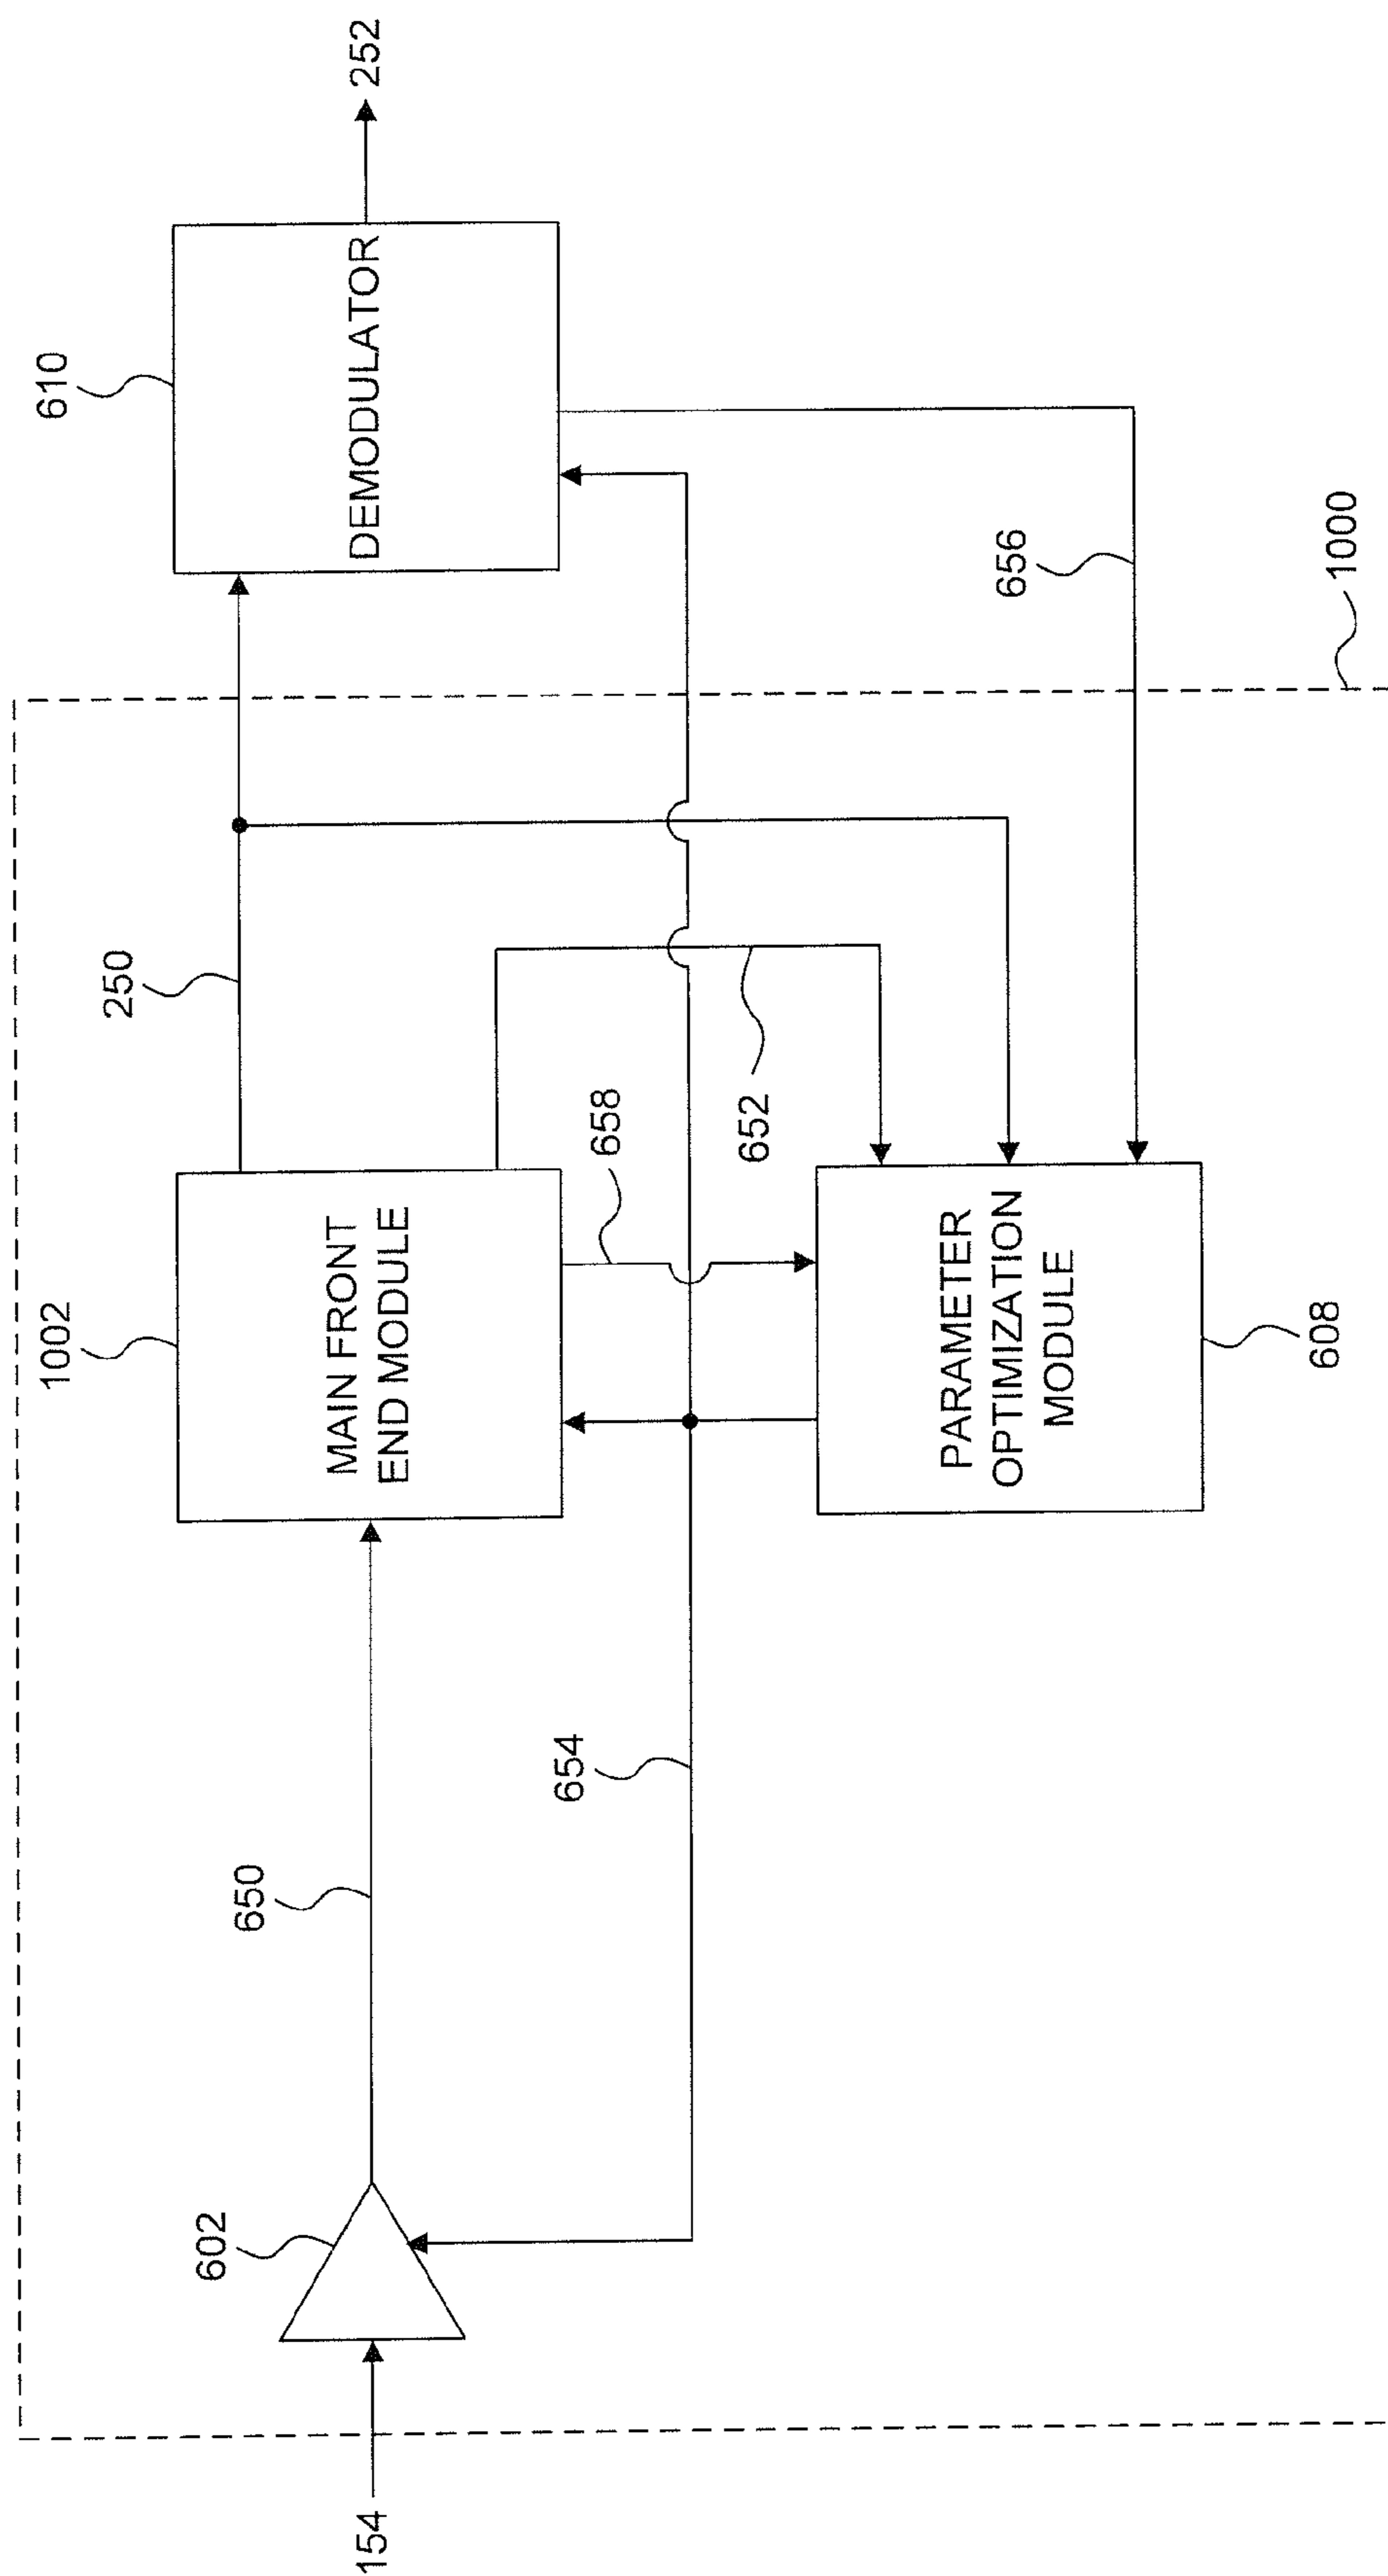 610
DEMODULATOR
252
250
1002
MAIN FRONT
END MODULE
658
652
656
1000
650
654
602
154
PARAMETER
OPTIMIZATION
MODULE
608